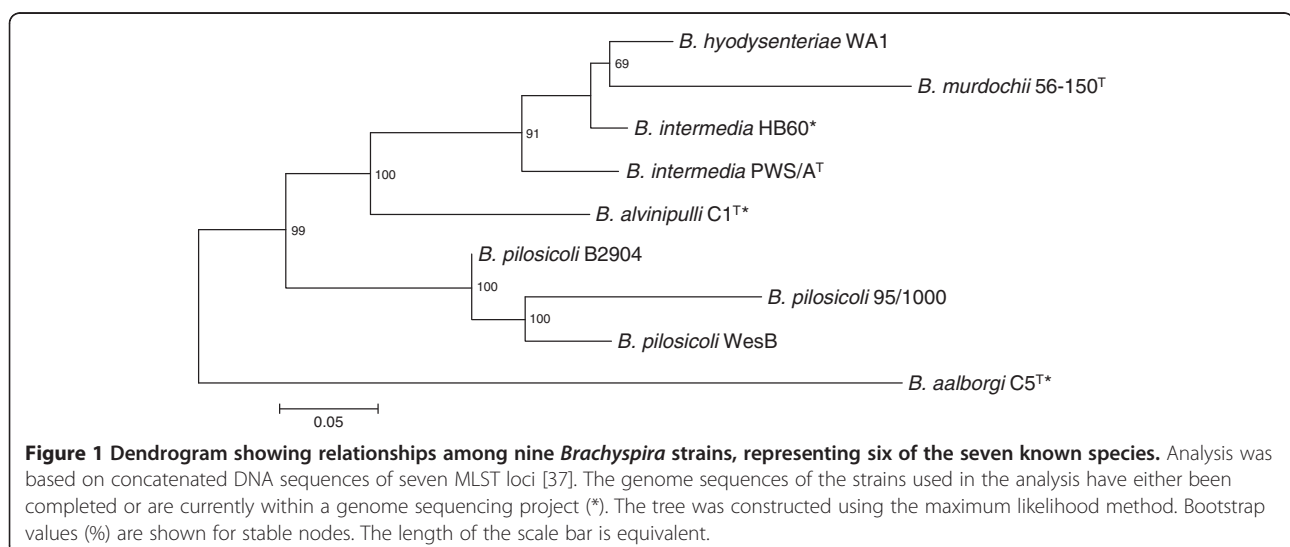 B. hyodysenteriae WA1
69
B. murdochii 56-150ᵀ
B. intermedia HB60*
91
B. intermedia PWS/Aᵀ
100
B. alvinipulli C1ᵀ*
99
B. pilosicoli B2904
100
B. pilosicoli 95/1000
100
B. pilosicoli WesB
B. aalborgi C5ᵀ*
0.05
Figure 1 Dendrogram showing relationships among nine Brachyspira strains, representing six of the seven known species. Analysis was
based on concatenated DNA sequences of seven MLST loci [37]. The genome sequences of the strains used in the analysis have either been
completed or are currently within a genome sequencing project (*). The tree was constructed using the maximum likelihood method. Bootstrap
values (%) are shown for stable nodes. The length of the scale bar is equivalent.